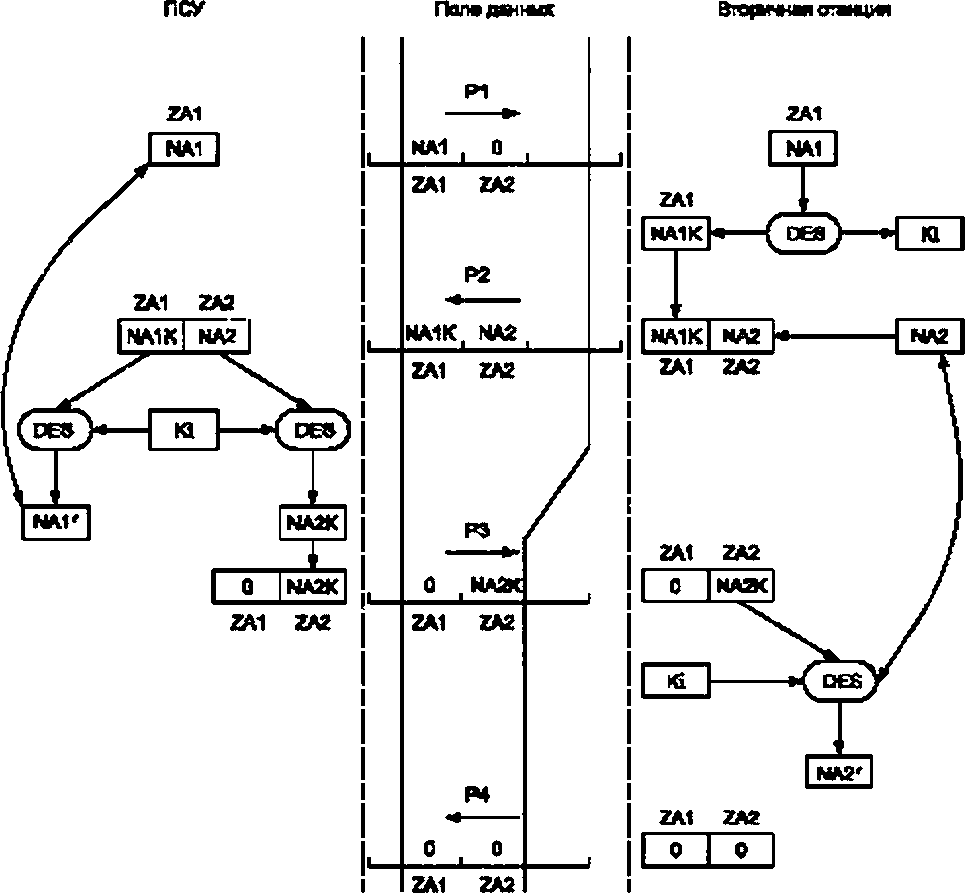 ПСУ Поле данных Вторичная станция
P1
ZA1 ZA1
NA1 NA1 0 NA1
ZA1 ZA2
ZA1
NA1K DES Ki
P2
ZA1 ZA2
NA1K NA2 NA1K NA2 NA1K NA2 NA2
ZA1 ZA2 ZA1 ZA2
DES Ki DES
NA1' NA2K
P3
ZA1 ZA2
0 NA2K 0 NA2K 0 NA2K
ZA1 ZA2 ZA1 ZA2
Ki DES
NA2'
P4
ZA1 ZA2
0 0 0 0
ZA1 ZA2